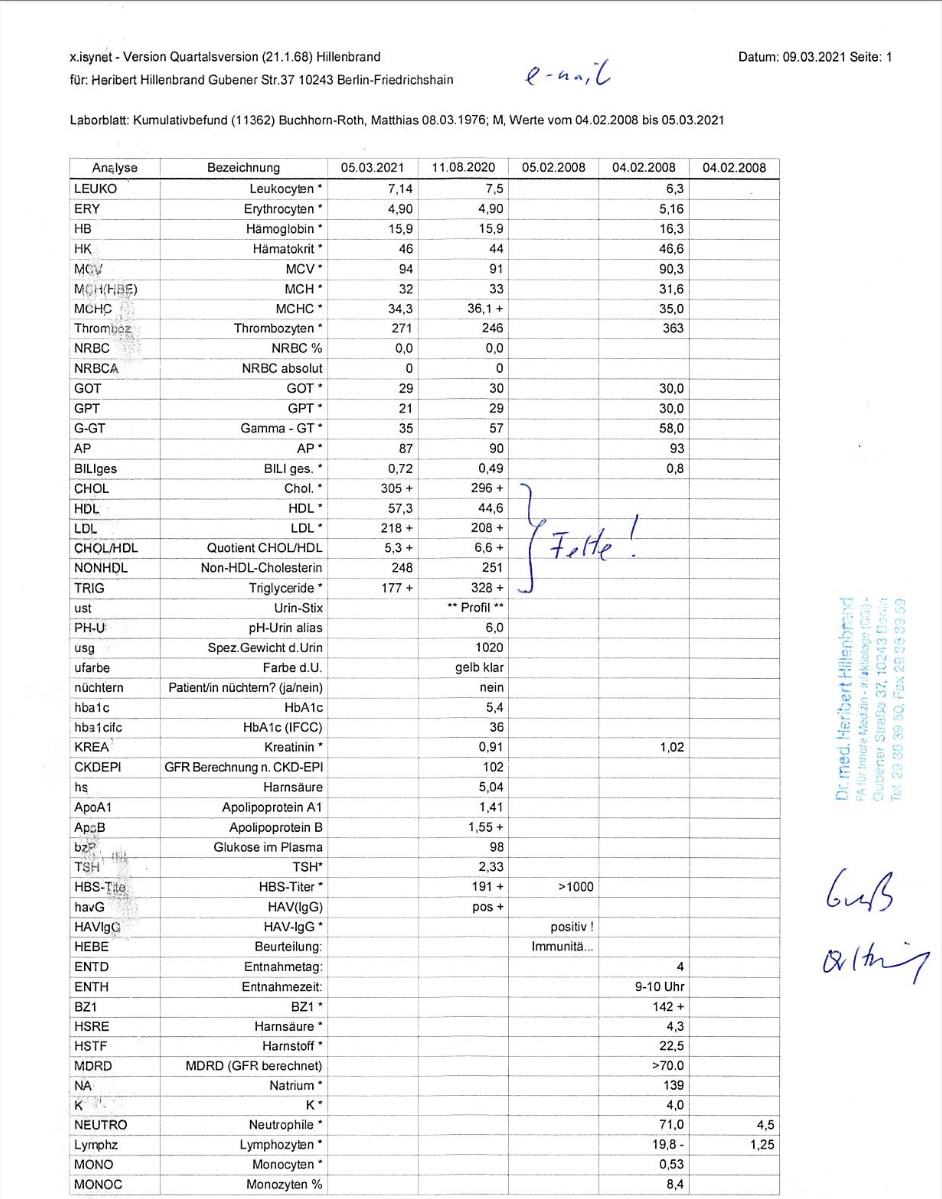 x.isynet - Version Quartalsversion (21.1.68) Hillenbrand
Datum: 09.03.2021 Seite: 1
für: Heribert Hillenbrand Gubener Str.37 10243 Berlin-Friedrichshain
e-mail
Laborblatt: Kumulativbefund (11362) Buchhorn-Roth, Matthias 08.03.1976; M, Werte vom 04.02.2008 bis 05.03.2021
Analyse Bezeichnung 05.03.2021 11.08.2020 05.02.2008 04.02.2008 04.02.2008
LEUKO Leukocyten * 7,14 7,5 6,3
ERY Erythrocyten * 4,90 4,90 5,16
HB Hämoglobin * 15,9 15,9 16,3
HK Hämatokrit * 46 44 46,6
MCV MCV * 94 91 90,3
MCH(HBE) MCH * 32 33 31,6
MCHC MCHC * 34,3 36,1 + 35,0
Thromboz Thrombozyten * 271 246 363
NRBC NRBC % 0,0 0,0
NRBCA NRBC absolut 0 0
GOT GOT * 29 30 30,0
GPT GPT * 21 29 30,0
G-GT Gamma - GT * 35 57 58,0
AP AP * 87 90 93
BILIges BILI ges. * 0,72 0,49 0,8
CHOL Chol. * 305 + 296 +
HDL HDL * 57,3 44,6
LDL LDL * 218 + 208 +
CHOL/HDL Quotient CHOL/HDL 5,3 + 6,6 + Fette!
NONHDL Non-HDL-Cholesterin 248 251
TRIG Triglyceride * 177 + 328 +
ust Urin-Stix ** Profil **
PH-U pH-Urin alias 6,0
usg Spez.Gewicht d.Urin 1020
ufarbe Farbe d.U. gelb klar
nüchtern Patient/in nüchtern? (ja/nein) nein
hba1c HbA1c 5,4
hba1cifc HbA1c (IFCC) 36
KREA Kreatinin * 0,91 1,02
CKDEPI GFR Berechnung n. CKD-EPI 102
hs Harnsäure 5,04
ApoA1 Apolipoprotein A1 1,41
ApoB Apolipoprotein B 1,55 +
bzP Glukose im Plasma 98
TSH TSH* 2,33
HBS-Tite HBS-Titer * 191 + >1000
havG HAV(IgG) pos +
HAVIgG HAV-IgG * positiv !
HEBE Beurteilung: Immunitä...
ENTD Entnahmetag: 4
ENTH Entnahmezeit: 9-10 Uhr
BZ1 BZ1 * 142 +
HSRE Harnsäure * 4,3
HSTF Harnstoff * 22,5
MDRD MDRD (GFR berechnet) >70.0
NA Natrium * 139
K K * 4,0
NEUTRO Neutrophile * 71,0 4,5
Lymphz Lymphozyten * 19,8 - 1,25
MONO Monocyten * 0,53
MONOC Monozyten % 8,4
Dr. med. Heribert Hillenbrand
FA für Innere Medizin - Infektiologe (DGI) -
Gubener Straße 37, 10243 Berlin
Tel. 29 36 39 50, Fax 29 36 39 59
Gruß